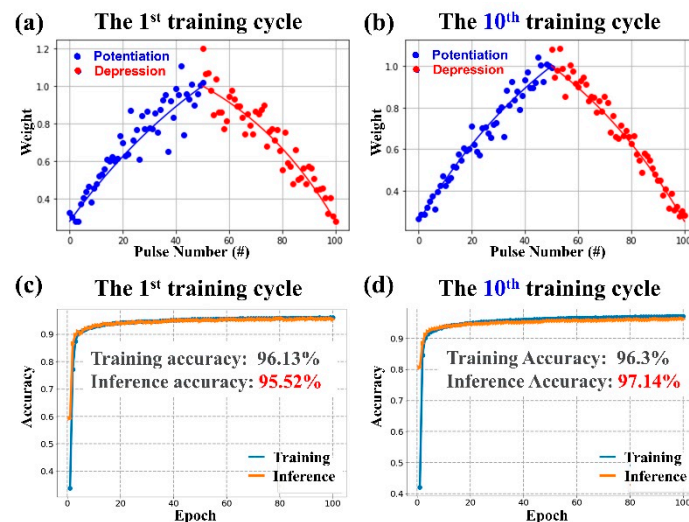 (a) The 1st training cycle
Potentiation
Depression
Weight
1.2
1.0
0.8
0.6
0.4
0 20 40 60 80 100
Pulse Number (#)
(b) The 10th training cycle
Potentiation
Depression
Weight
1.0
0.8
0.6
0.4
0 20 40 60 80 100
Pulse Number (#)
(c) The 1st training cycle
Training accuracy: 96.13%
Inference accuracy: 95.52%
Training
Inference
Accuracy
0.9
0.8
0.7
0.6
0.5
0.4
0 20 40 60 80 100
Epoch
(d) The 10th training cycle
Training Accuracy: 96.3%
Inference Accuracy: 97.14%
Training
Inference
Accuracy
0.9
0.8
0.7
0.6
0.5
0.4
0 20 40 60 80 100
Epoch